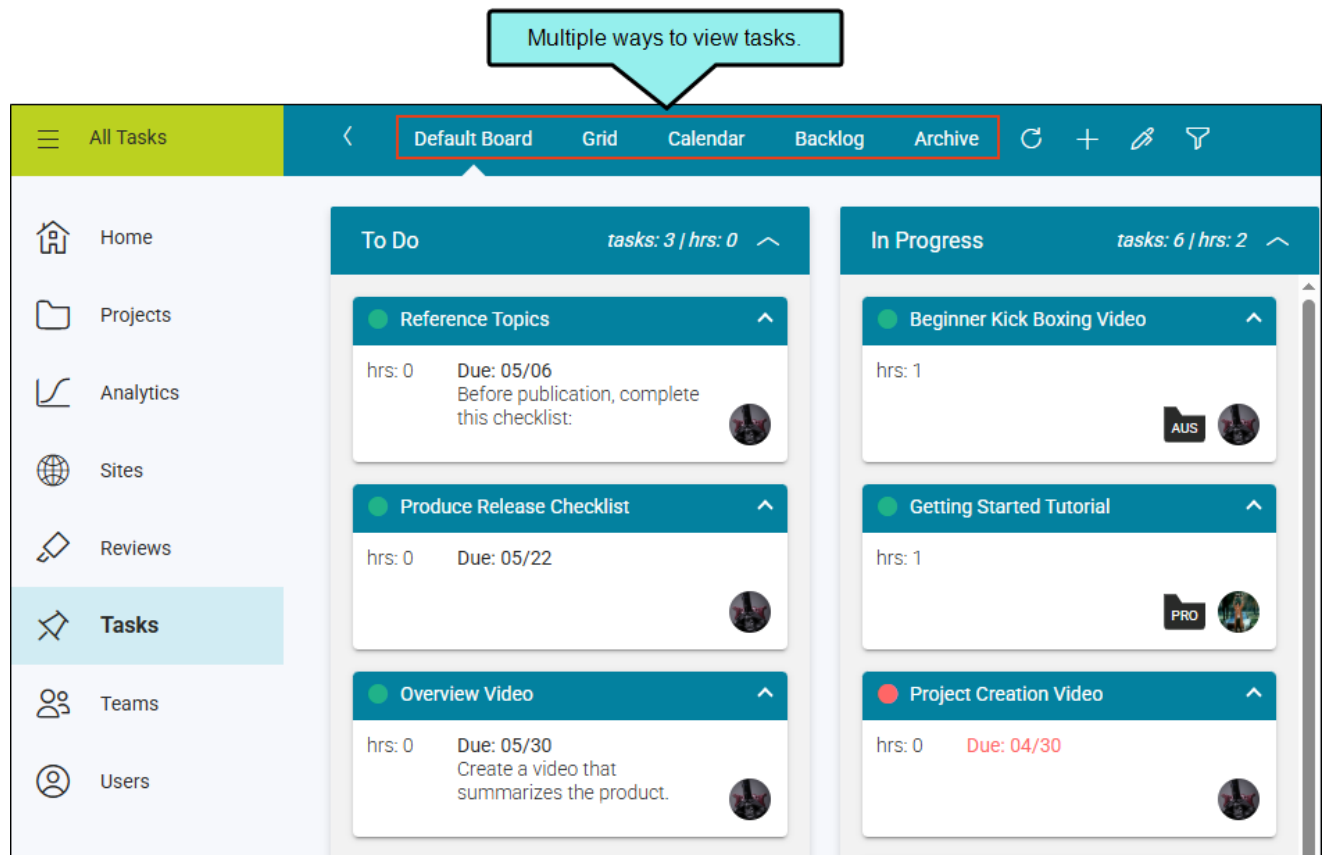 Multiple ways to view tasks.
All Tasks
Default Board Grid Calendar Backlog Archive
Home
Projects
Analytics
Sites
Reviews
Tasks
Teams
Users
To Do tasks: 3 | hrs: 0
Reference Topics
hrs: 0 Due: 05/06
Before publication, complete
this checklist:
Produce Release Checklist
hrs: 0 Due: 05/22
Overview Video
hrs: 0 Due: 05/30
Create a video that
summarizes the product.
In Progress tasks: 6 | hrs: 2
Beginner Kick Boxing Video
hrs: 1
AUS
Getting Started Tutorial
hrs: 1
PRO
Project Creation Video
hrs: 0 Due: 04/30